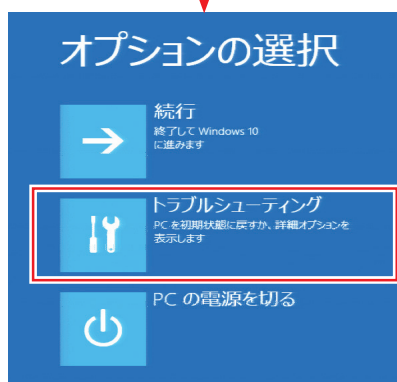 オプションの選択
続行
終了して Windows 10
に進みます
トラブルシューティング
PC を初期状態に戻すか、詳細オプションを
表示します
PC の電源を切る